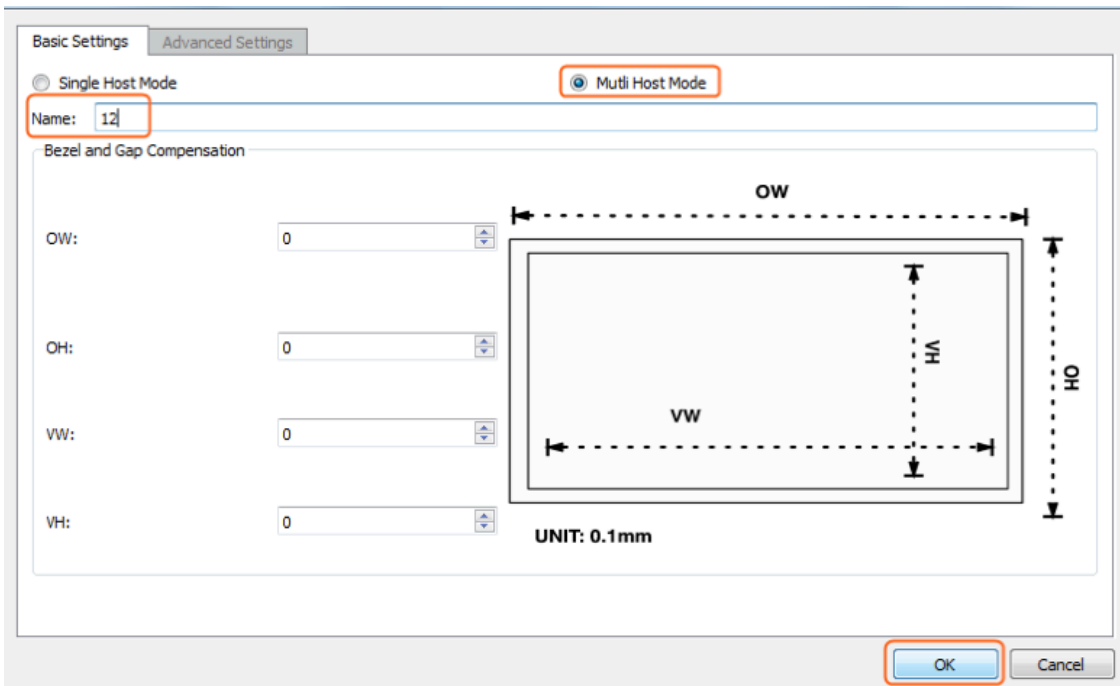 Basic Settings Advanced Settings
Single Host Mode Mutli Host Mode
Name: 12
Bezel and Gap Compensation
OW
OW: 0
OH: 0
VH
OH
VW
VW: 0
VH: 0
UNIT: 0.1mm
OK Cancel